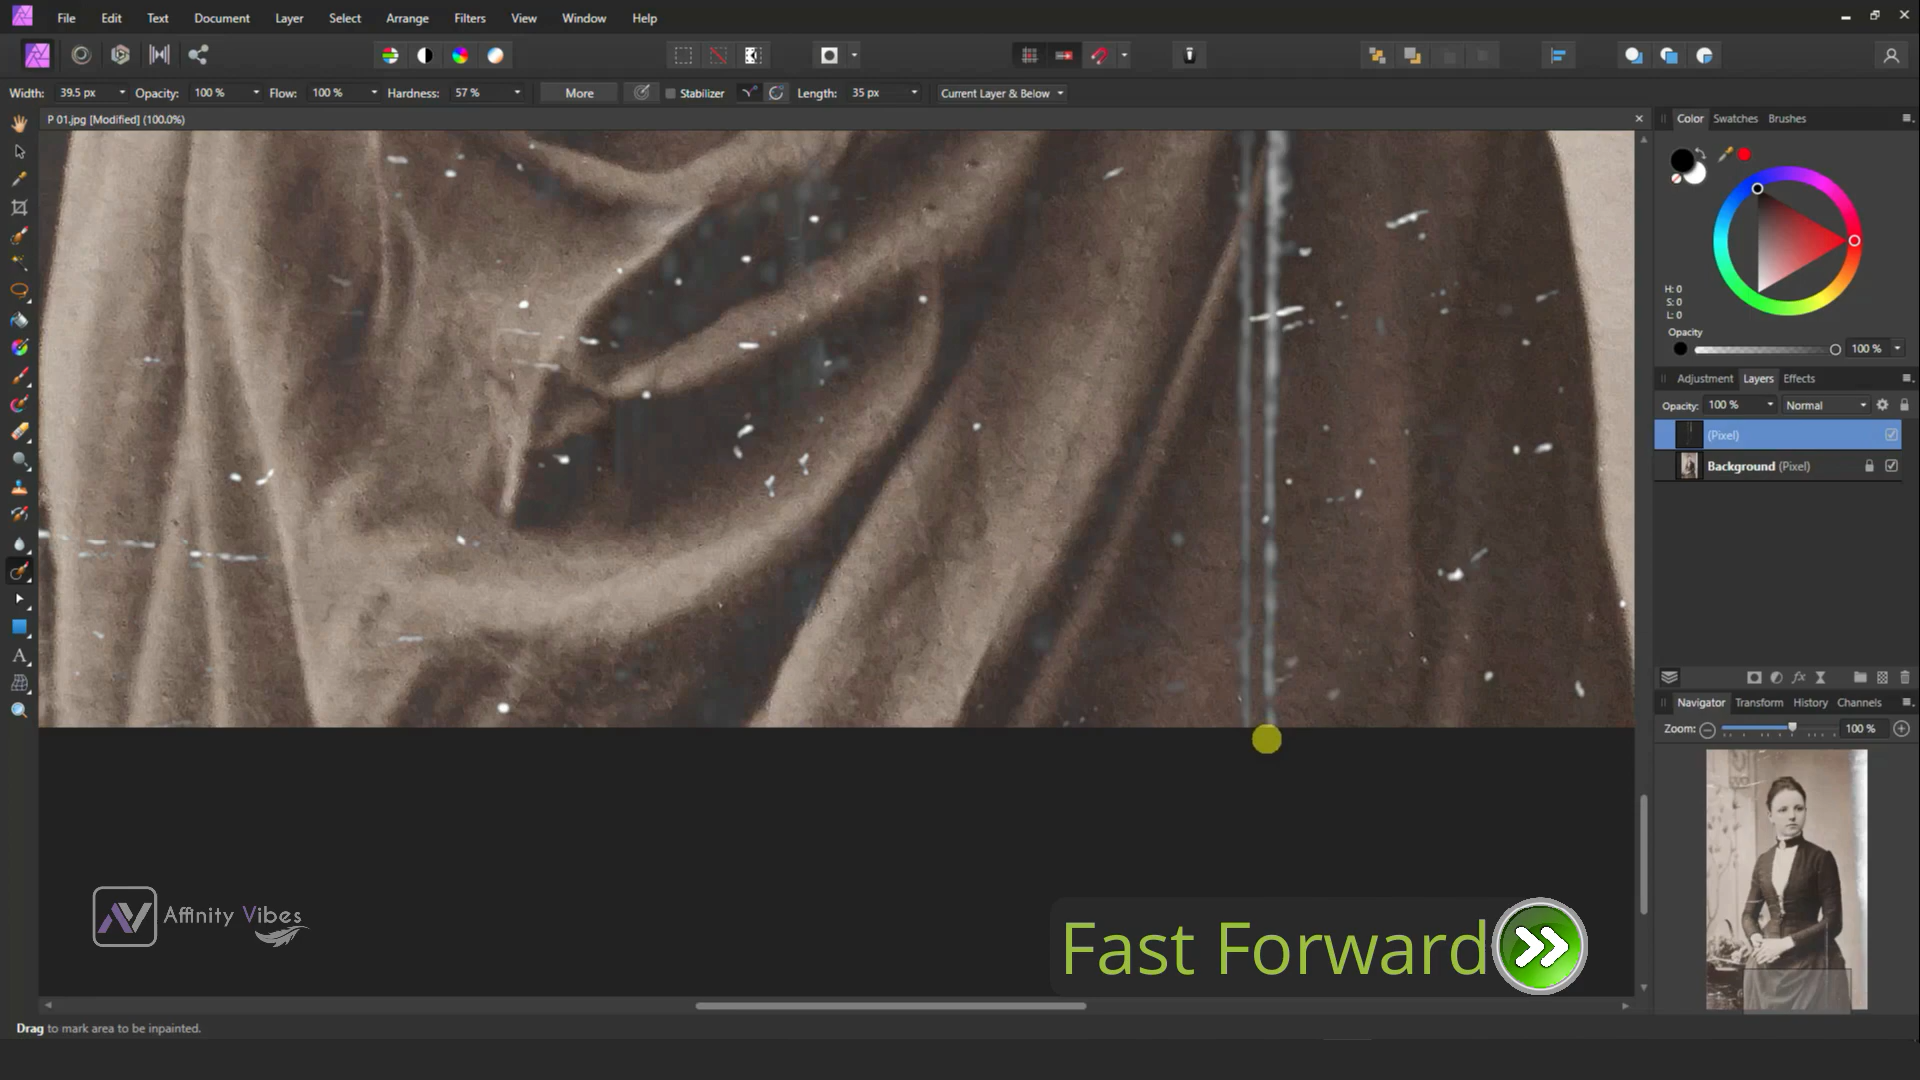 File Edit Text Document Layer Select Arrange Filters View Window Help
Width: 39.5 px Opacity: 100 % Flow: 100 % Hardness: 57 % More Stabilizer Length: 35 px Current Layer & Below
P 01.jpg [Modified] (100.0%)
Color Swatches Brushes
H: 0
S: 0
L: 0
Opacity
100 %
Adjustment Layers Effects
Opacity: 100 % Normal
(Pixel)
Background (Pixel)
Navigator Transform History Channels
Zoom: 100 %
Affinity Vibes
Fast Forward
Drag to mark area to be inpainted.